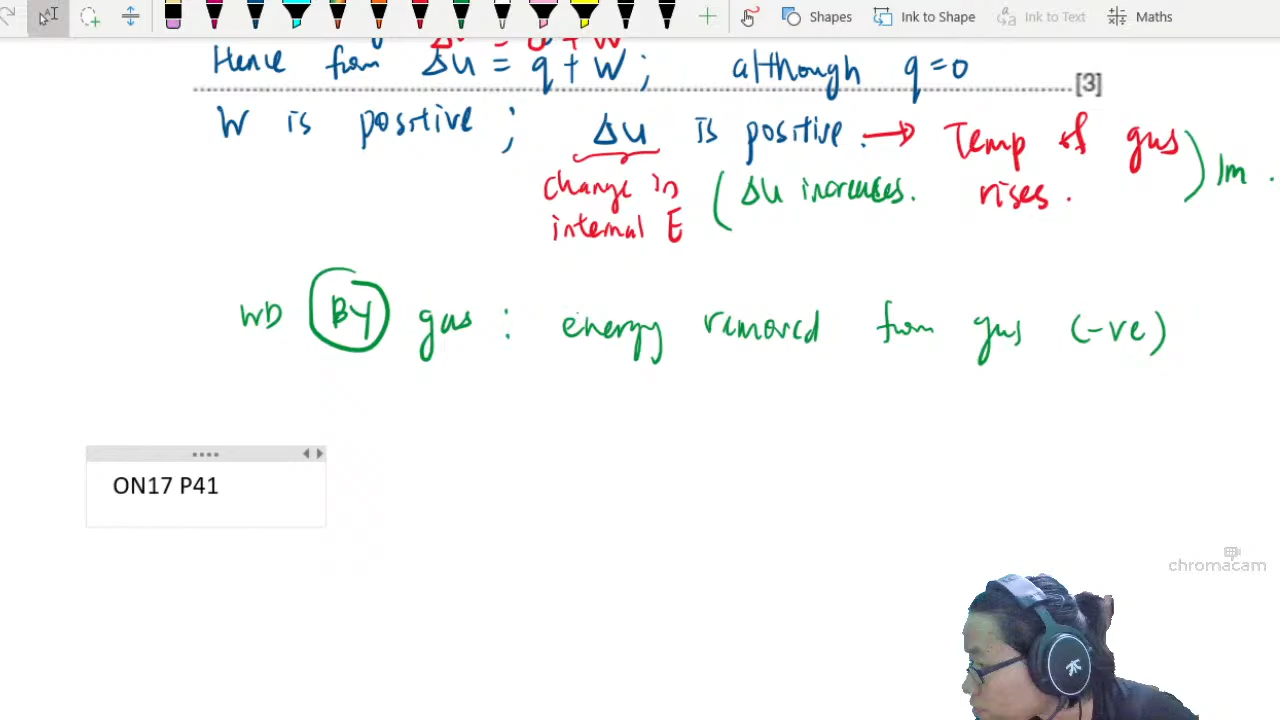 Shapes Ink to Shape Ink to Text Maths
ΔU = q + W
Hence from ΔU = q + W ; although q = 0
[3]
W is positive ; ΔU is positive. → Temp of gas rises.
change in internal E
(ΔU increases. ) 1m.
WD BY gas : energy removed from gas (-ve)
ON17 P41
chromacam